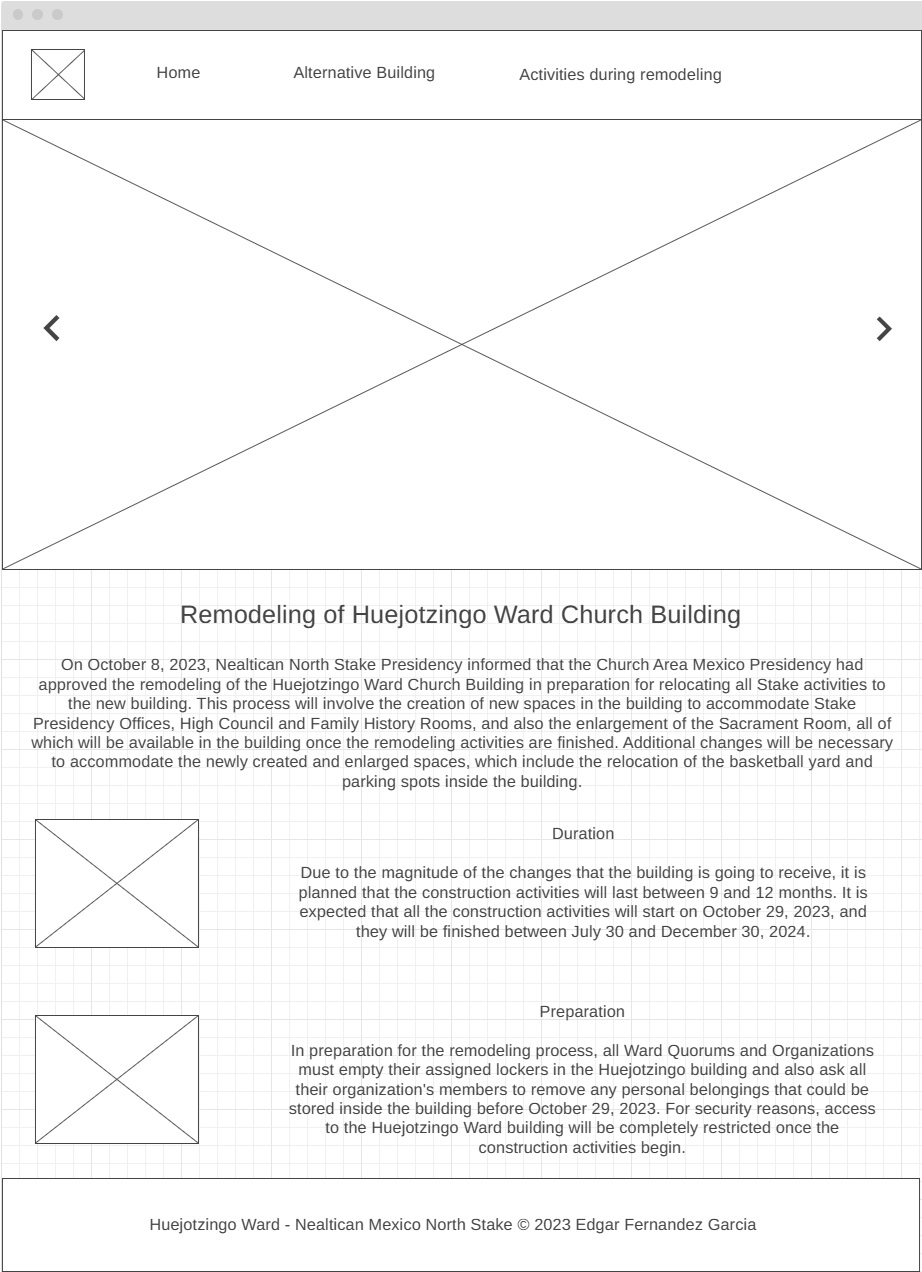 Home
Alternative Building
Activities during remodeling
Remodeling of Huejotzingo Ward Church Building
On October 8, 2023, Nealtican North Stake Presidency informed that the Church Area Mexico Presidency had
approved the remodeling of the Huejotzingo Ward Church Building in preparation for relocating all Stake activities to
the new building. This process will involve the creation of new spaces in the building to accommodate Stake
Presidency Offices, High Council and Family History Rooms, and also the enlargement of the Sacrament Room, all of
which will be available in the building once the remodeling activities are finished. Additional changes will be necessary
to accommodate the newly created and enlarged spaces, which include the relocation of the basketball yard and
parking spots inside the building.
Duration
Due to the magnitude of the changes that the building is going to receive, it is
planned that the construction activities will last between 9 and 12 months. It is
expected that all the construction activities will start on October 29, 2023, and
they will be finished between July 30 and December 30, 2024.
Preparation
In preparation for the remodeling process, all Ward Quorums and Organizations
must empty their assigned lockers in the Huejotzingo building and also ask all
their organization's members to remove any personal belongings that could be
stored inside the building before October 29, 2023. For security reasons, access
to the Huejotzingo Ward building will be completely restricted once the
construction activities begin.
Huejotzingo Ward - Nealtican Mexico North Stake © 2023 Edgar Fernandez Garcia